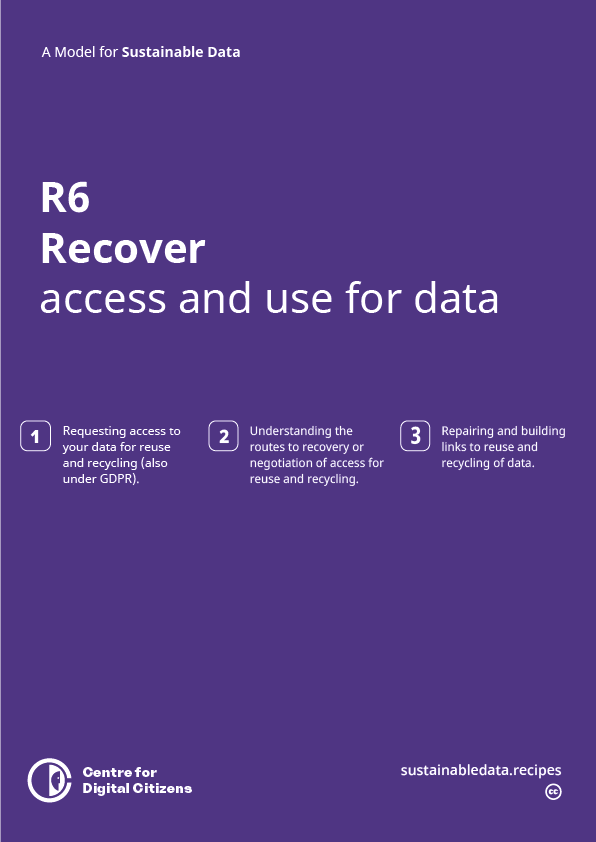 A Model for Sustainable Data
R6
Recover
access and use for data
1
Requesting access to
your data for reuse
and recycling (also
under GDPR).
2
Understanding the
routes to recovery or
negotiation of access for
reuse and recycling.
3
Repairing and building
links to reuse and
recycling of data.
Centre for
Digital Citizens
sustainabledata.recipes
cc